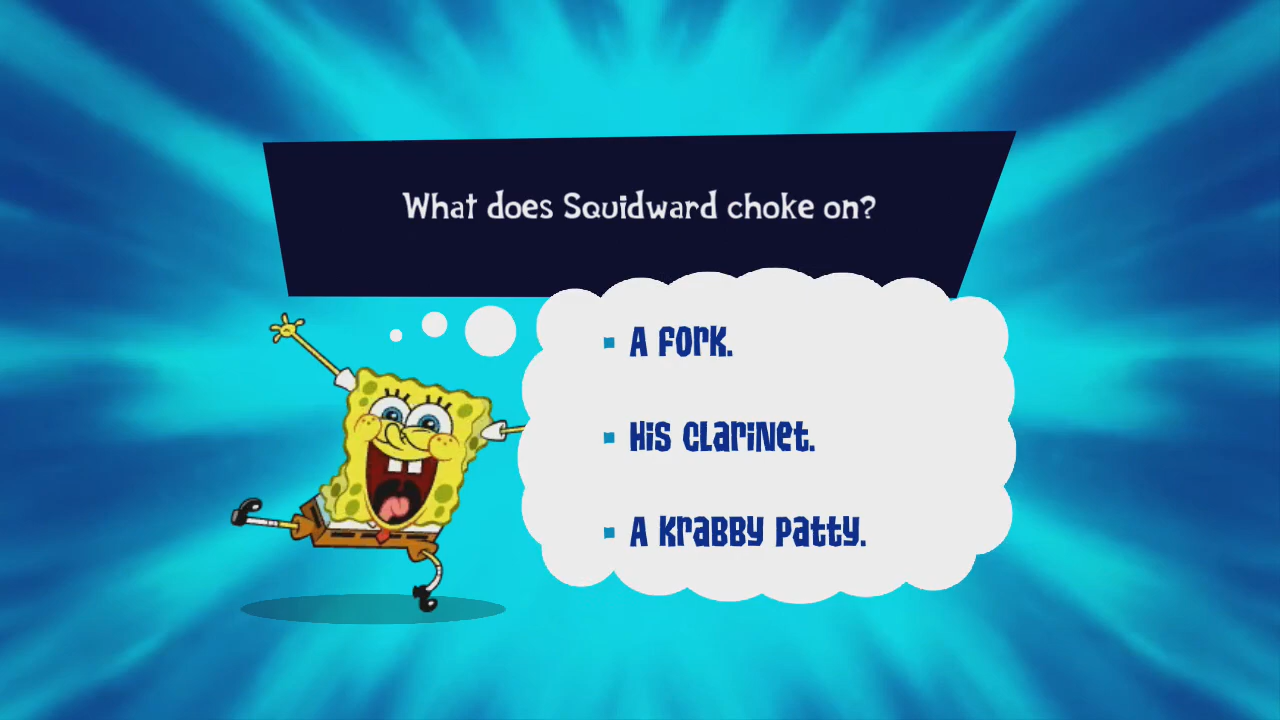 What does Squidward choke on?
A fork.
His clarinet.
A Krabby Patty.